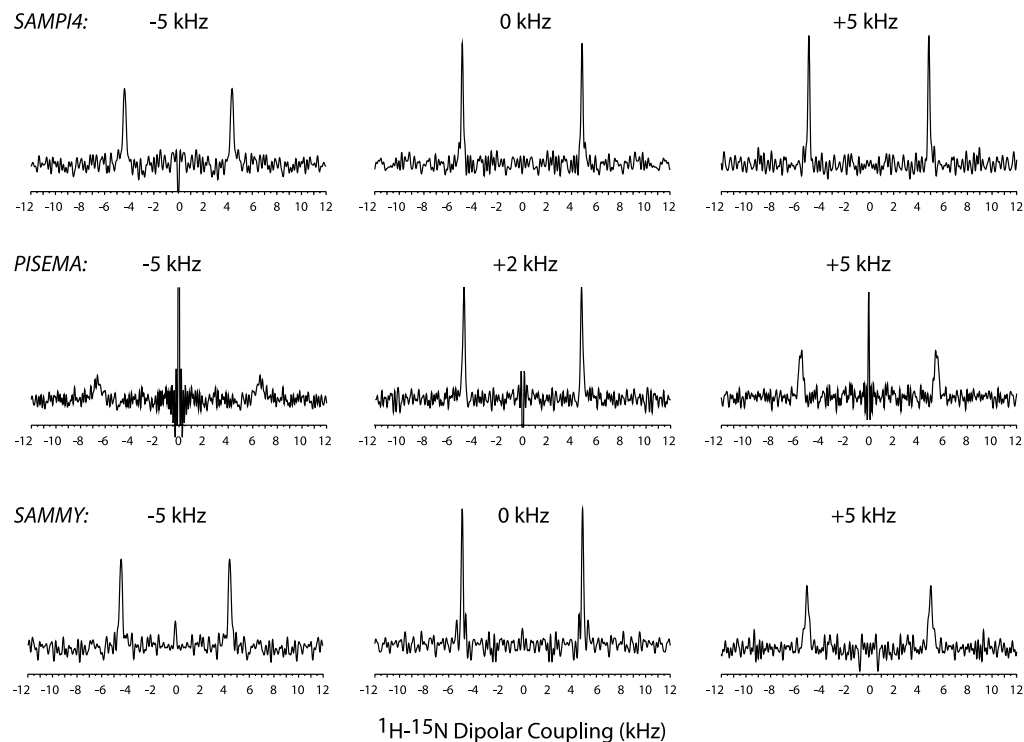 SAMPI4: -5 kHz 0 kHz +5 kHz
-12 -10 -8 -6 -4 -2 0 2 4 6 8 10 12 -12 -10 -8 -6 -4 -2 0 2 4 6 8 10 12 -12 -10 -8 -6 -4 -2 0 2 4 6 8 10 12
PISEMA: -5 kHz +2 kHz +5 kHz
-12 -10 -8 -6 -4 -2 0 2 4 6 8 10 12 -12 -10 -8 -6 -4 -2 0 2 4 6 8 10 12 -12 -10 -8 -6 -4 -2 0 2 4 6 8 10 12
SAMMY: -5 kHz 0 kHz +5 kHz
-12 -10 -8 -6 -4 -2 0 2 4 6 8 10 12 -12 -10 -8 -6 -4 -2 0 2 4 6 8 10 12 -12 -10 -8 -6 -4 -2 0 2 4 6 8 10 12
¹H-¹⁵N Dipolar Coupling (kHz)